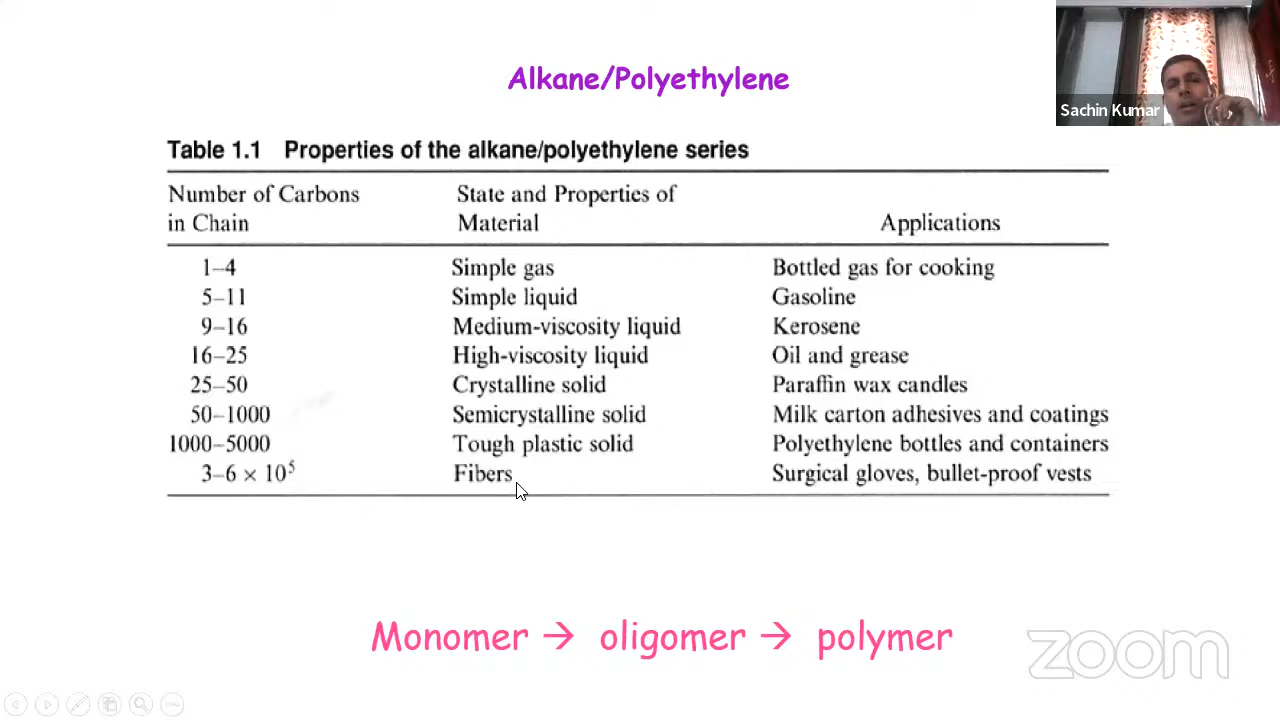 Alkane/Polyethylene
Sachin Kumar
Table 1.1 Properties of the alkane/polyethylene series
Number of Carbons in Chain State and Properties of Material Applications
1–4 Simple gas Bottled gas for cooking
5–11 Simple liquid Gasoline
9–16 Medium-viscosity liquid Kerosene
16–25 High-viscosity liquid Oil and grease
25–50 Crystalline solid Paraffin wax candles
50–1000 Semicrystalline solid Milk carton adhesives and coatings
1000–5000 Tough plastic solid Polyethylene bottles and containers
3–6 × 10⁵ Fibers Surgical gloves, bullet-proof vests
Monomer → oligomer → polymer
zoom